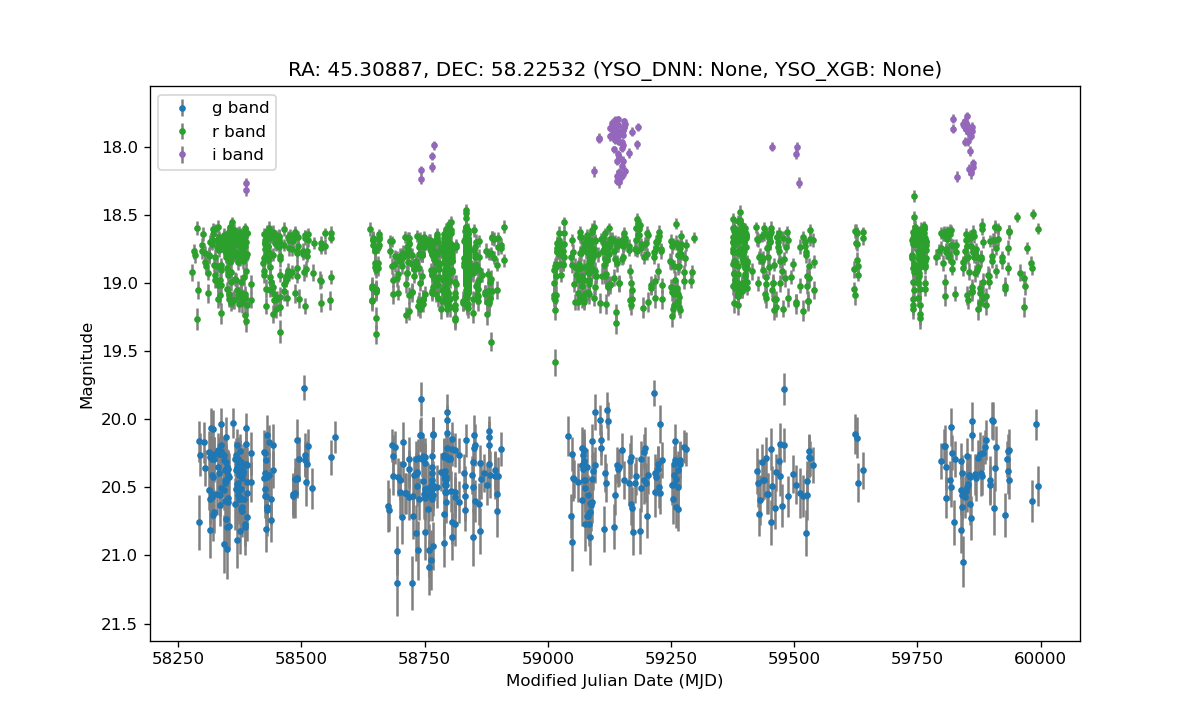 RA: 45.30887, DEC: 58.22532 (YSO_DNN: None, YSO_XGB: None)
g band
r band
i band
18.0
18.5
19.0
19.5
20.0
20.5
21.0
21.5
Magnitude
58250 58500 58750 59000 59250 59500 59750 60000
Modified Julian Date (MJD)